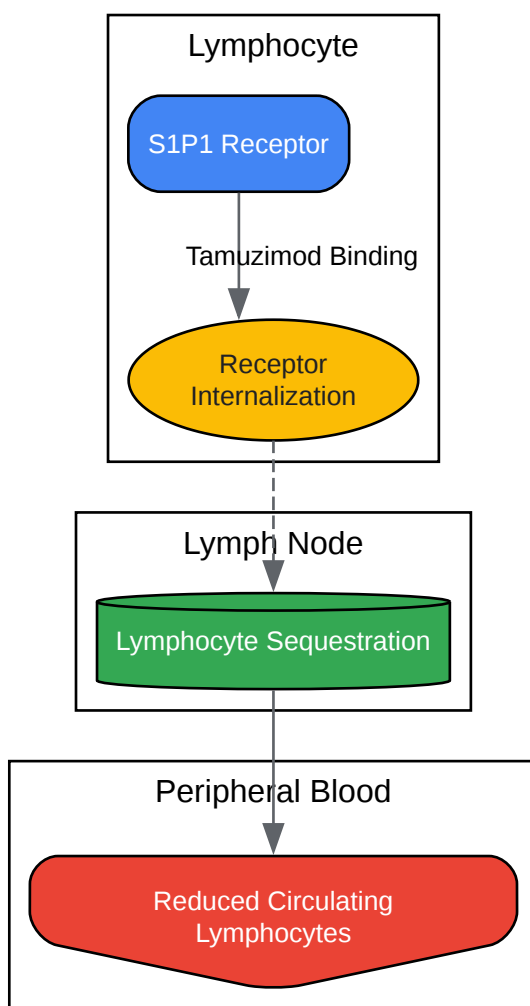 Lymphocyte
S1P1 Receptor
Tamuzimod Binding
Receptor
Internalization
Lymph Node
Lymphocyte Sequestration
Peripheral Blood
Reduced Circulating
Lymphocytes